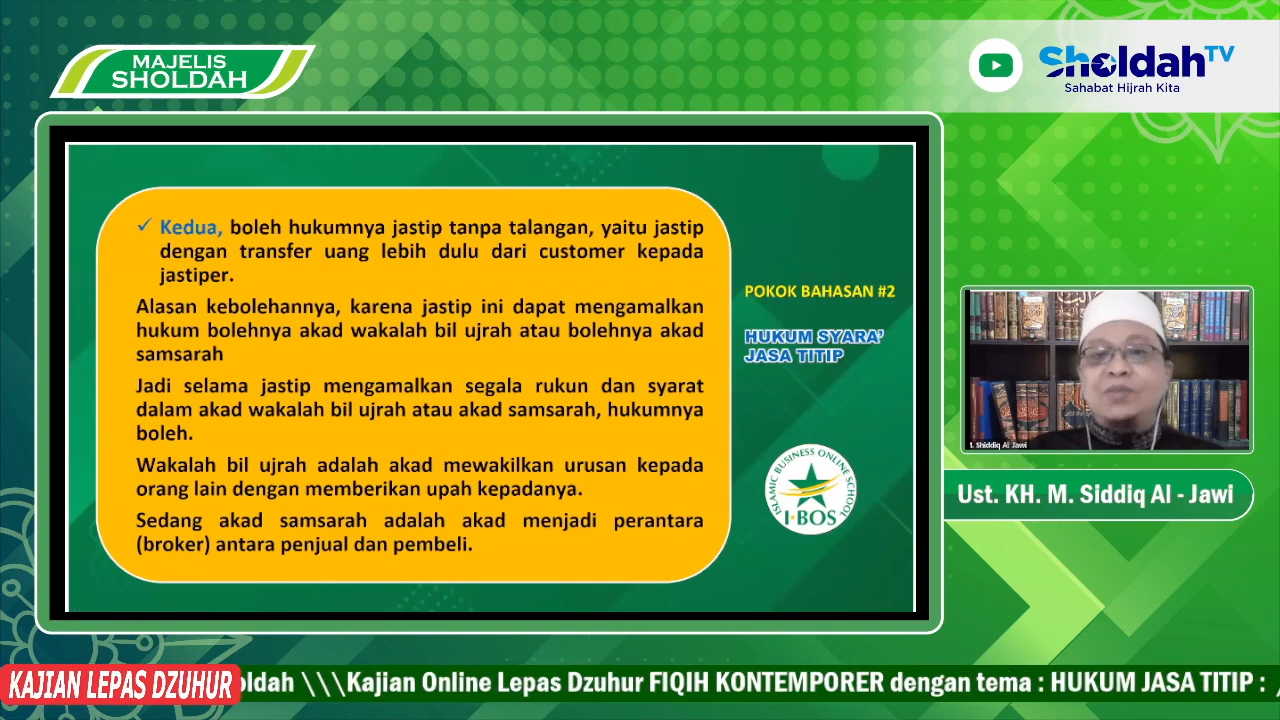 MAJELIS
SHOLDAH
SholdahTV
Sahabat Hijrah Kita
✓ Kedua, boleh hukumnya jastip tanpa talangan, yaitu jastip
dengan transfer uang lebih dulu dari customer kepada
jastiper.
Alasan kebolehannya, karena jastip ini dapat mengamalkan
hukum bolehnya akad wakalah bil ujrah atau bolehnya akad
samsarah
Jadi selama jastip mengamalkan segala rukun dan syarat
dalam akad wakalah bil ujrah atau akad samsarah, hukumnya
boleh.
Wakalah bil ujrah adalah akad mewakilkan urusan kepada
orang lain dengan memberikan upah kepadanya.
Sedang akad samsarah adalah akad menjadi perantara
(broker) antara penjual dan pembeli.
POKOK BAHASAN #2
HUKUM SYARA'
JASA TITIP
ISLAMIC BUSINESS ONLINE SCHOOL
I-BOS
M. Shiddiq Al Jawi
Ust. KH. M. Siddiq Al - Jawi
KAJIAN LEPAS DZUHUR
oldah \\\Kajian Online Lepas Dzuhur FIQIH KONTEMPORER dengan tema : HUKUM JASA TITIP :